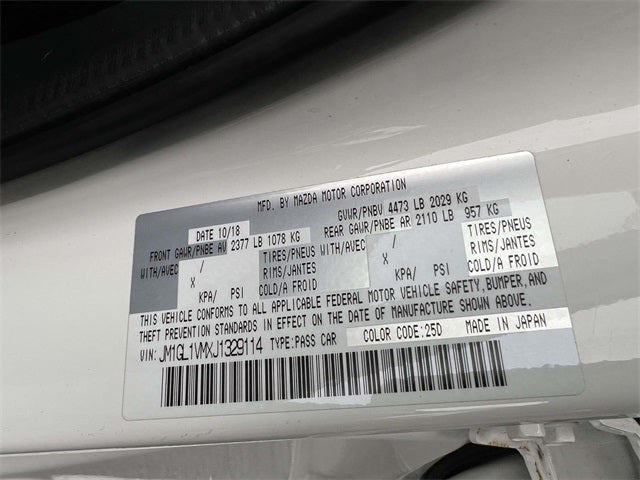 MFD. BY MAZDA MOTOR CORPORATION
DATE 10/18 GVWR/PNBV 4473 LB 2029 KG
FRONT GAWR/PNBE AV 2377 LB 1078 KG REAR GAWR/PNBE AR 2110 LB 957 KG
WITH/AVEC / TIRES/PNEUS WITH/AVEC / TIRES/PNEUS
X RIMS/JANTES X RIMS/JANTES
KPA/ PSI COLD/A FROID KPA/ PSI COLD/A FROID
THIS VEHICLE CONFORMS TO ALL APPLICABLE FEDERAL MOTOR VEHICLE SAFETY,BUMPER,AND
THEFT PREVENTION STANDARDS IN EFFECT ON THE DATE OF MANUFACTURE SHOWN ABOVE.
VIN: JM1GL1VMXJ1329114 TYPE:PASS CAR COLOR CODE:25D MADE IN JAPAN